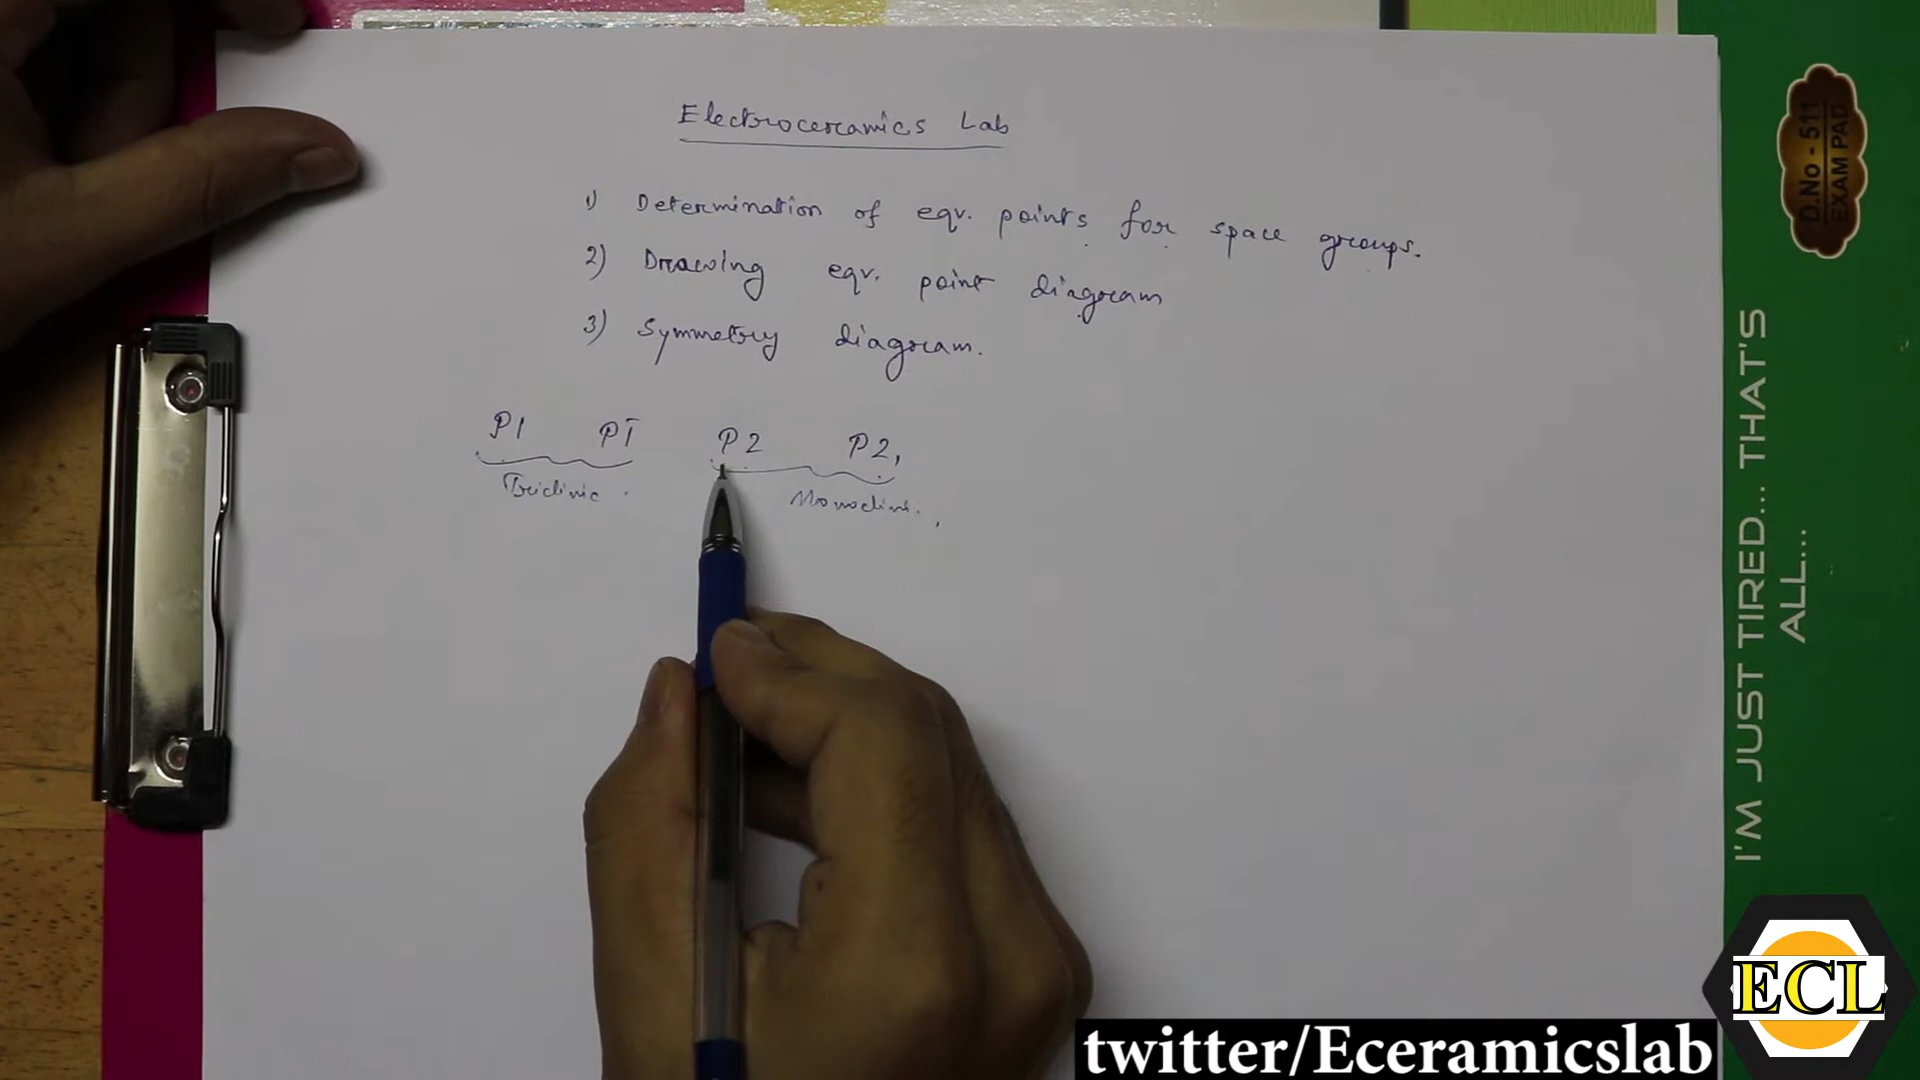 Electroceramics Lab
1) Determination of eqv. points for space groups.
2) Drawing eqv. point diagram
3) Symmetry diagram.
P1 P1̄ P2 P2₁
Triclinic Monoclinic.
D.No - 511
EXAM PAD
I'M JUST TIRED... THAT'S
ALL...
ECL
twitter/Eceramicslab